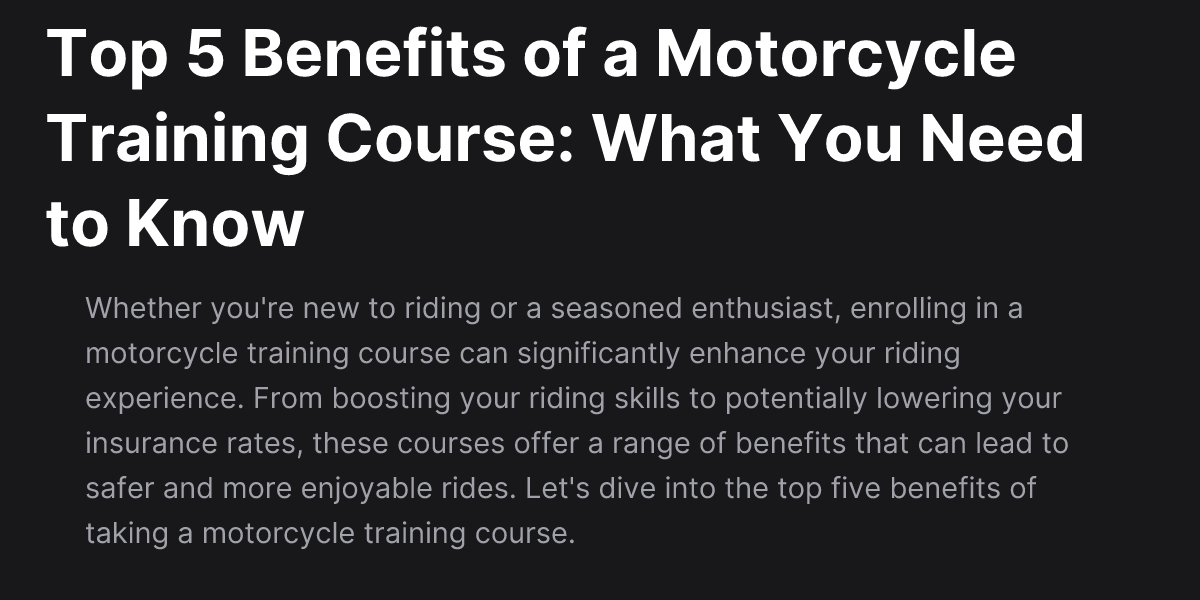 Top 5 Benefits of a Motorcycle
Training Course: What You Need
to Know
Whether you're new to riding or a seasoned enthusiast, enrolling in a
motorcycle training course can significantly enhance your riding
experience. From boosting your riding skills to potentially lowering your
insurance rates, these courses offer a range of benefits that can lead to
safer and more enjoyable rides. Let's dive into the top five benefits of
taking a motorcycle training course.